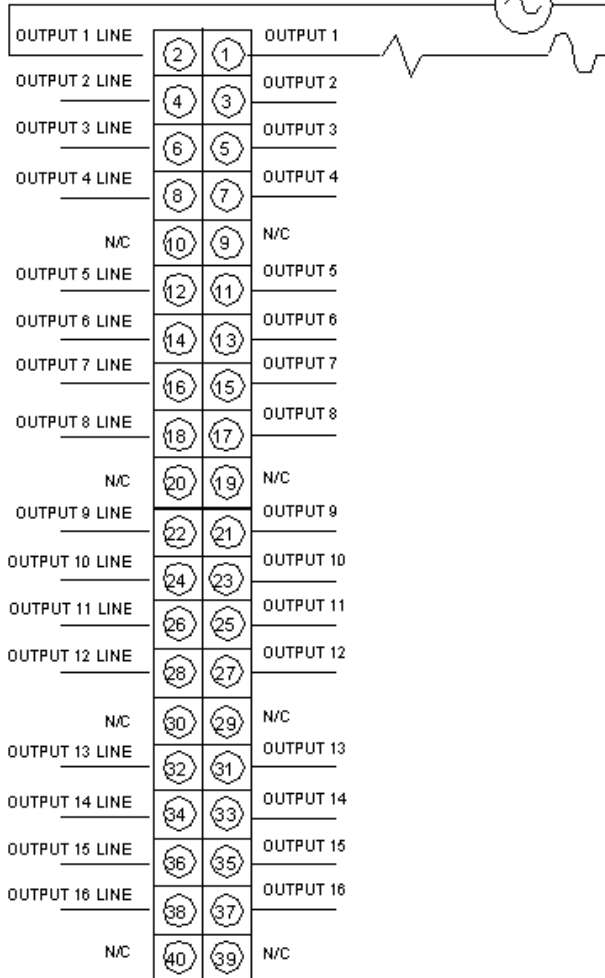 OUTPUT 1 LINE 2 1 OUTPUT 1
OUTPUT 2 LINE 4 3 OUTPUT 2
OUTPUT 3 LINE 6 5 OUTPUT 3
OUTPUT 4 LINE 8 7 OUTPUT 4
N/C 10 9 N/C
OUTPUT 5 LINE 12 11 OUTPUT 5
OUTPUT 6 LINE 14 13 OUTPUT 6
OUTPUT 7 LINE 16 15 OUTPUT 7
OUTPUT 8 LINE 18 17 OUTPUT 8
N/C 20 19 N/C
OUTPUT 9 LINE 22 21 OUTPUT 9
OUTPUT 10 LINE 24 23 OUTPUT 10
OUTPUT 11 LINE 26 25 OUTPUT 11
OUTPUT 12 LINE 28 27 OUTPUT 12
N/C 30 29 N/C
OUTPUT 13 LINE 32 31 OUTPUT 13
OUTPUT 14 LINE 34 33 OUTPUT 14
OUTPUT 15 LINE 36 35 OUTPUT 15
OUTPUT 16 LINE 38 37 OUTPUT 16
N/C 40 39 N/C